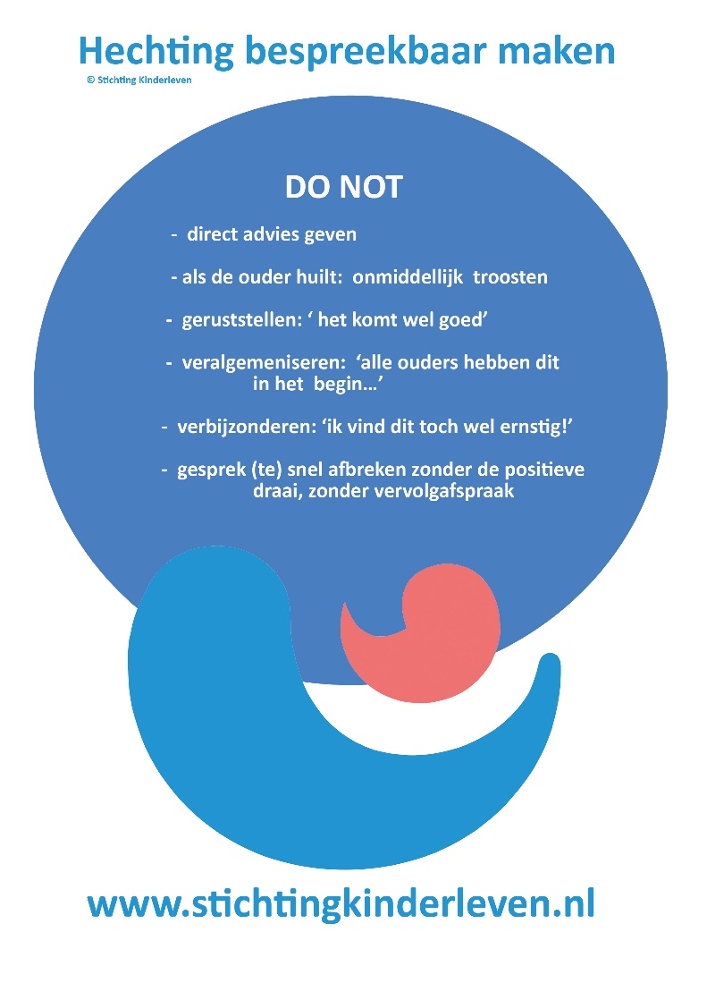 Hechting bespreekbaar maken
© Stichting Kinderleven
DO NOT
- direct advies geven
- als de ouder huilt: onmiddellijk troosten
- geruststellen: ‘ het komt wel goed’
- veralgemeniseren: ‘alle ouders hebben dit
in het begin...’
- verbijzonderen: ‘ik vind dit toch wel ernstig!’
- gesprek (te) snel afbreken zonder de positieve
draai, zonder vervolgafspraak
www.stichtingkinderleven.nl